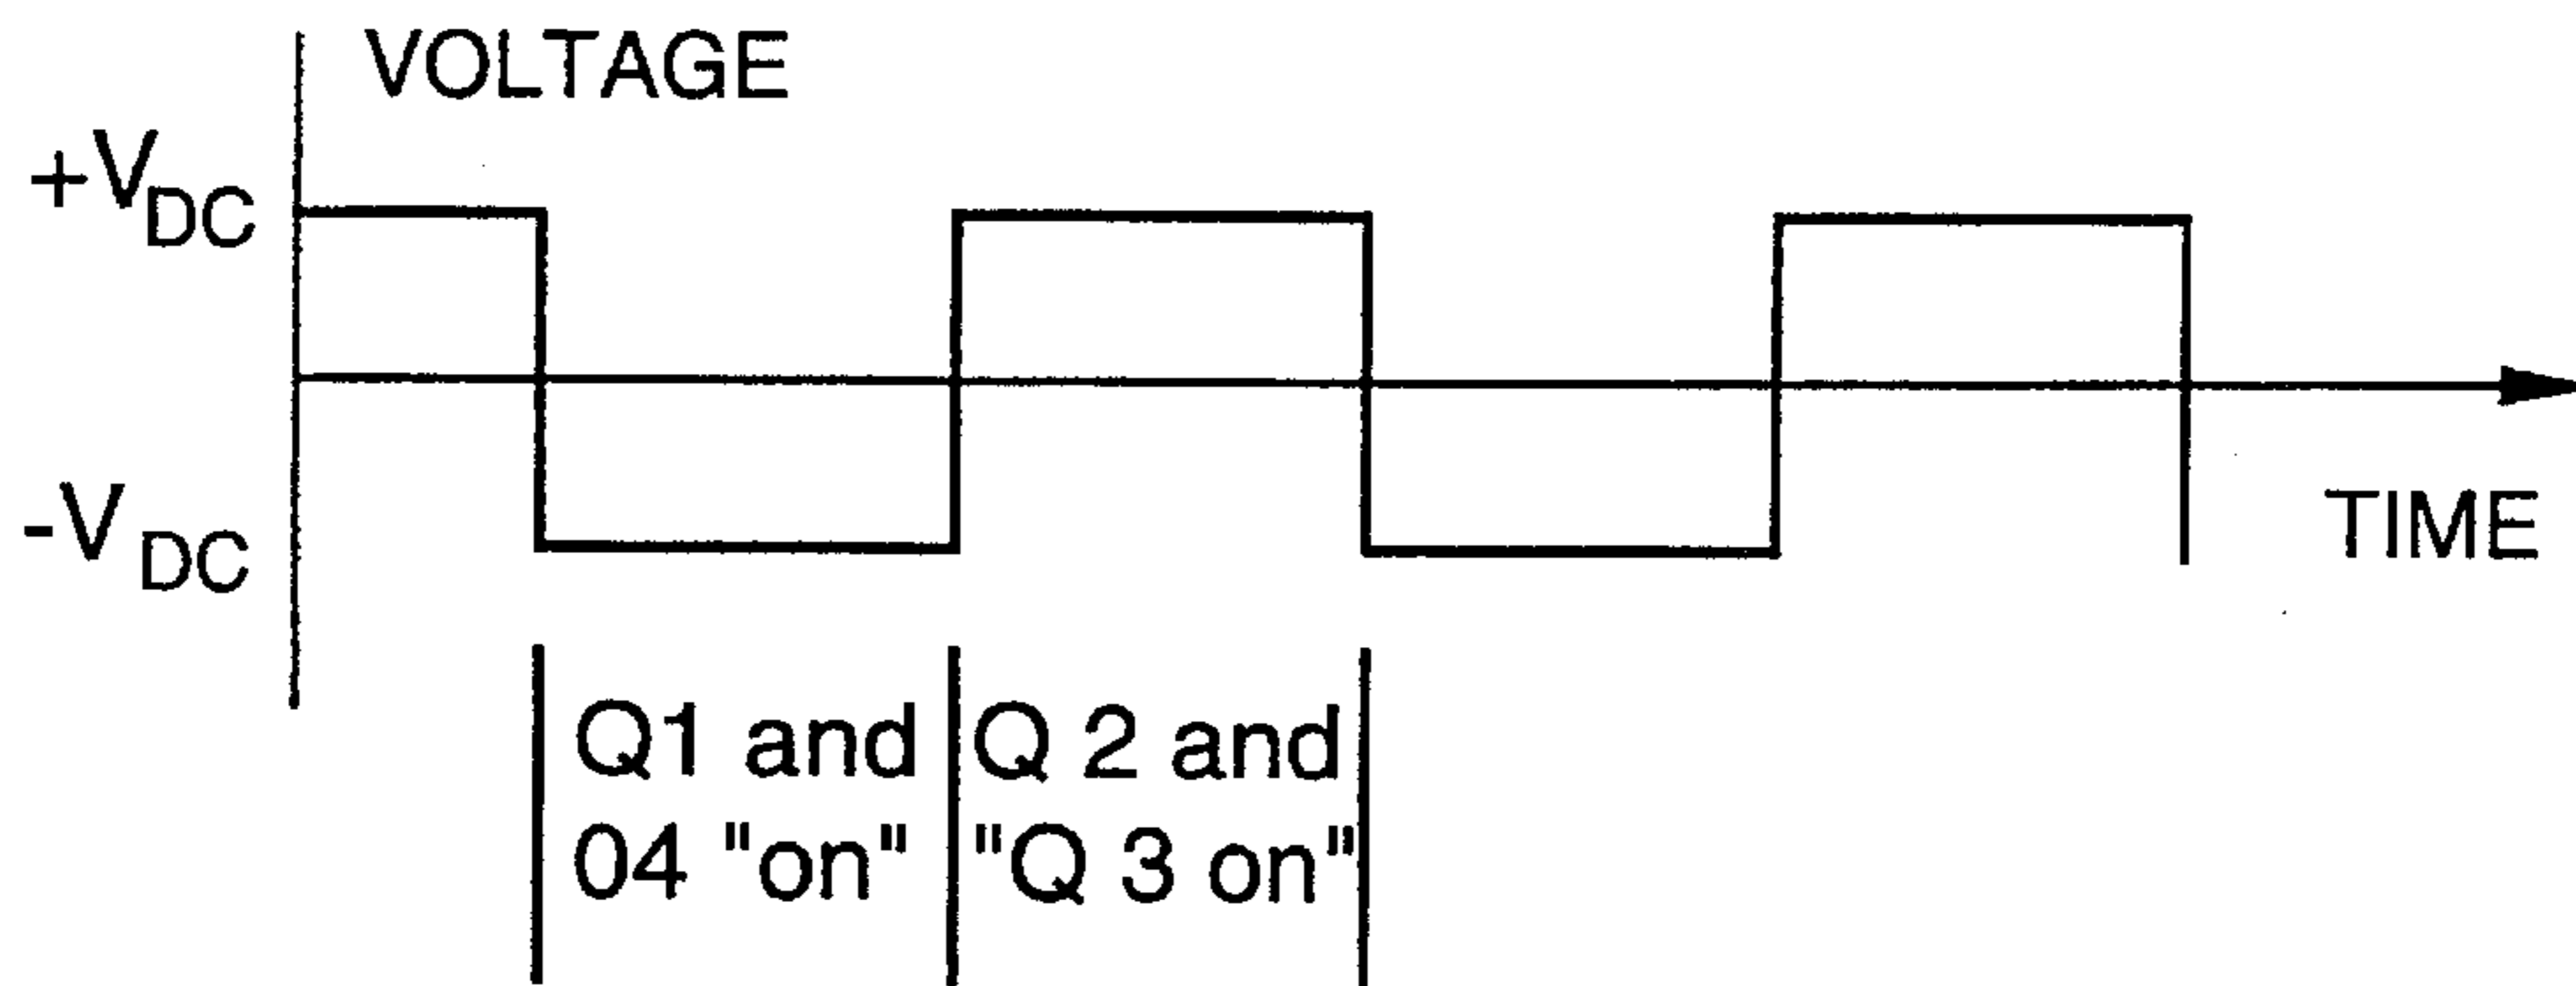 VOLTAGE
+VDC
-VDC
TIME
Q1 and
04 "on"
Q 2 and
"Q 3 on"